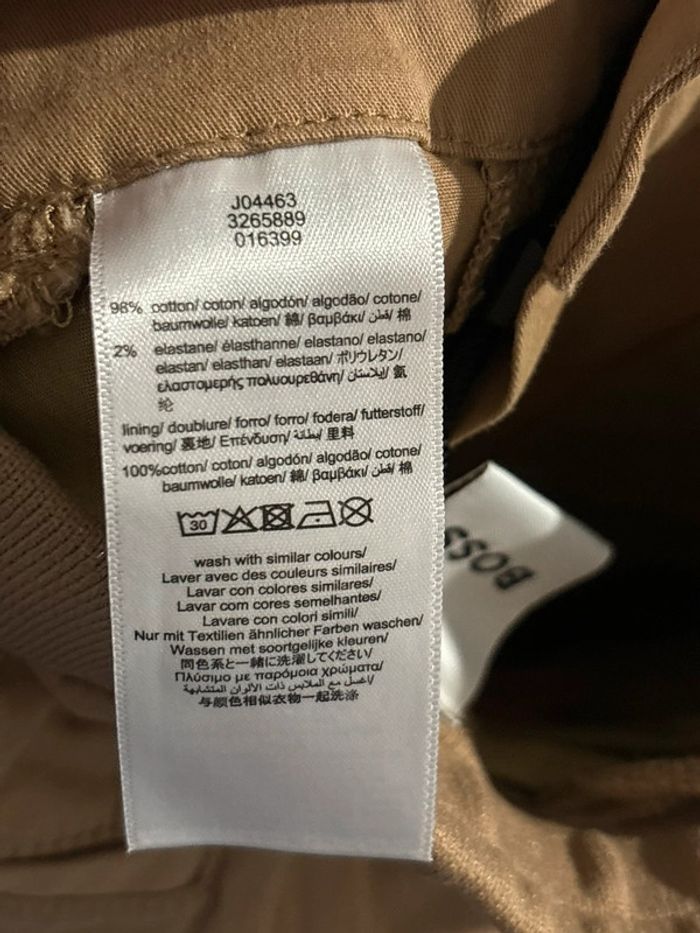 J04463
3265889
016399
98% cotton/ coton/ algodón/ algodão/ cotone/
baumwolle/ katoen/ 綿/ βαμβάκι/ قطن/ 棉
2% elastane/ élasthanne/ elastano/ elastano/
elastan/ elasthan/ elastaan/ ポリウレタン/
ελαστομερής πολυουρεθάνη/ إيلاستان/ 氨
纶
lining/ doublure/ forro/ forro/ fodera/ futterstoff/
voering/ 裏地/ Επένδυση/ بطانة/ 里料
100%cotton/ coton/ algodón/ algodão/ cotone/
baumwolle/ katoen/ 綿/ βαμβάκι/ قطن/ 棉
30
wash with similar colours/
Laver avec des couleurs similaires/
Lavar con colores similares/
Lavar com cores semelhantes/
Lavare con colori simili/
Nur mit Textilien ähnlicher Farben waschen/
Wassen met soortgelijke kleuren/
同色系と一緒に洗濯してください/
Πλύσιμο με παρόμοια χρώματα/
اغسل مع الملابس ذات الألوان المتشابهة/
与颜色相似衣物一起洗涤
BOSS